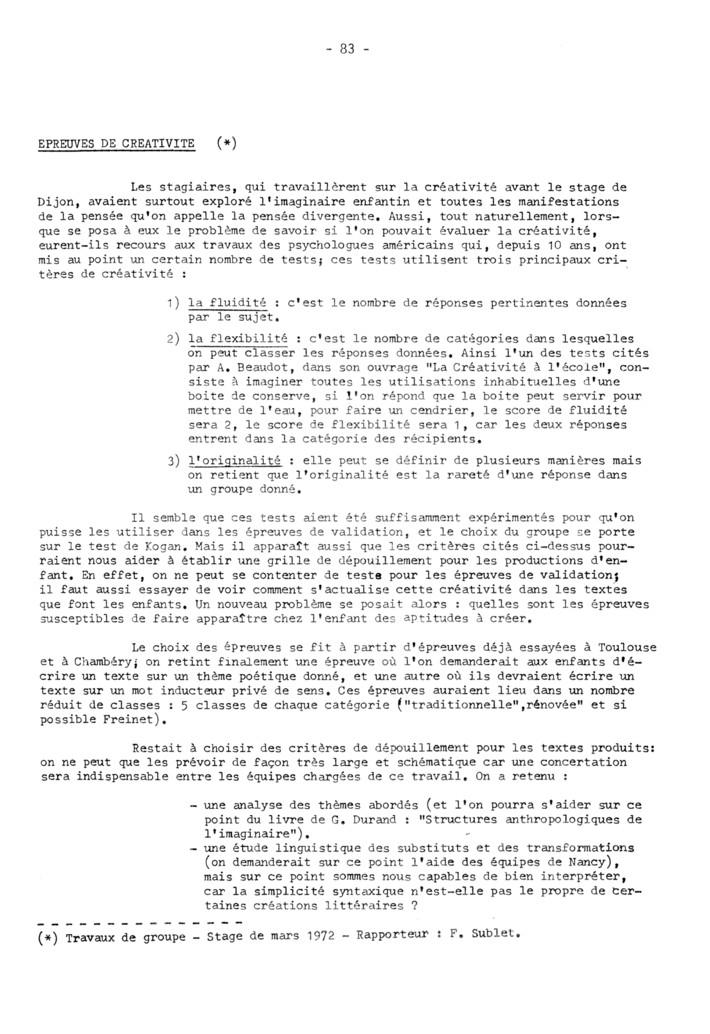 - 83 -
EPREUVES DE CREATIVITE (*)
Les stagiaires, qui travaillèrent sur la créativité avant le stage de
Dijon, avaient surtout exploré l'imaginaire enfantin et toutes les manifestations
de la pensée qu'on appelle la pensée divergente. Aussi, tout naturellement, lors-
que se posa à eux le problème de savoir si l'on pouvait évaluer la créativité,
eurent-ils recours aux travaux des psychologues américains qui, depuis 10 ans, ont
mis au point un certain nombre de tests; ces tests utilisent trois principaux cri-
tères de créativité :
1) la fluidité : c'est le nombre de réponses pertinentes données
par le sujet.
2) la flexibilité : c'est le nombre de catégories dans lesquelles
on peut classer les réponses données. Ainsi l'un des tests cités
par A. Beaudot, dans son ouvrage "La Créativité à l'école", con-
siste à imaginer toutes les utilisations inhabituelles d'une
boite de conserve, si l'on répond que la boite peut servir pour
mettre de l'eau, pour faire un cendrier, le score de fluidité
sera 2, le score de flexibilité sera 1, car les deux réponses
entrent dans la catégorie des récipients.
3) l'originalité : elle peut se définir de plusieurs manières mais
on retient que l'originalité est la rareté d'une réponse dans
un groupe donné.
Il semble que ces tests aient été suffisamment expérimentés pour qu'on
puisse les utiliser dans les épreuves de validation, et le choix du groupe se porte
sur le test de Kogan. Mais il apparaît aussi que les critères cités ci-dessus pour-
raient nous aider à établir une grille de dépouillement pour les productions d'en-
fant. En effet, on ne peut se contenter de tests pour les épreuves de validation;
il faut aussi essayer de voir comment s'actualise cette créativité dans les textes
que font les enfants. Un nouveau problème se posait alors : quelles sont les épreuves
susceptibles de faire apparaître chez l'enfant des aptitudes à créer.
Le choix des épreuves se fit à partir d'épreuves déjà essayées à Toulouse
et à Chambéry; on retint finalement une épreuve où l'on demanderait aux enfants d'é-
crire un texte sur un thème poétique donné, et une autre où ils devraient écrire un
texte sur un mot inducteur privé de sens. Ces épreuves auraient lieu dans un nombre
réduit de classes : 5 classes de chaque catégorie ("traditionnelle",rénovée" et si
possible Freinet).
Restait à choisir des critères de dépouillement pour les textes produits:
on ne peut que les prévoir de façon très large et schématique car une concertation
sera indispensable entre les équipes chargées de ce travail. On a retenu :
- une analyse des thèmes abordés (et l'on pourra s'aider sur ce
point du livre de G. Durand : "Structures anthropologiques de
l'imaginaire").
- une étude linguistique des substituts et des transformations
(on demanderait sur ce point l'aide des équipes de Nancy),
mais sur ce point sommes nous capables de bien interpréter,
car la simplicité syntaxique n'est-elle pas le propre de cer-
taines créations littéraires ?
(*) Travaux de groupe - Stage de mars 1972 - Rapporteur : F. Sublet.